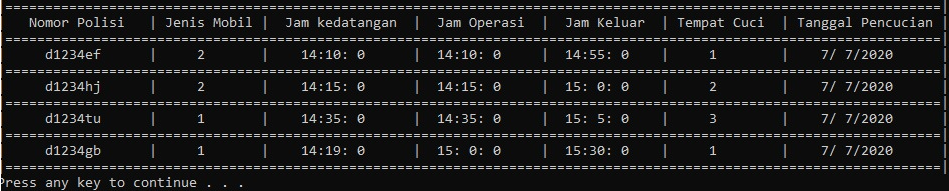 |===============================================================================================================|
| Nomor Polisi | Jenis Mobil | Jam kedatangan | Jam Operasi | Jam Keluar | Tempat Cuci | Tanggal Pencucian |
|===============================================================================================================|
| d1234ef | 2 | 14:10: 0 | 14:10: 0 | 14:55: 0 | 1 | 7/ 7/2020 |
|===============================================================================================================|
| d1234hj | 2 | 14:15: 0 | 14:15: 0 | 15: 0: 0 | 2 | 7/ 7/2020 |
|===============================================================================================================|
| d1234tu | 1 | 14:35: 0 | 14:35: 0 | 15: 5: 0 | 3 | 7/ 7/2020 |
|===============================================================================================================|
| d1234gb | 1 | 14:19: 0 | 15: 0: 0 | 15:30: 0 | 1 | 7/ 7/2020 |
|===============================================================================================================|
Press any key to continue . . .